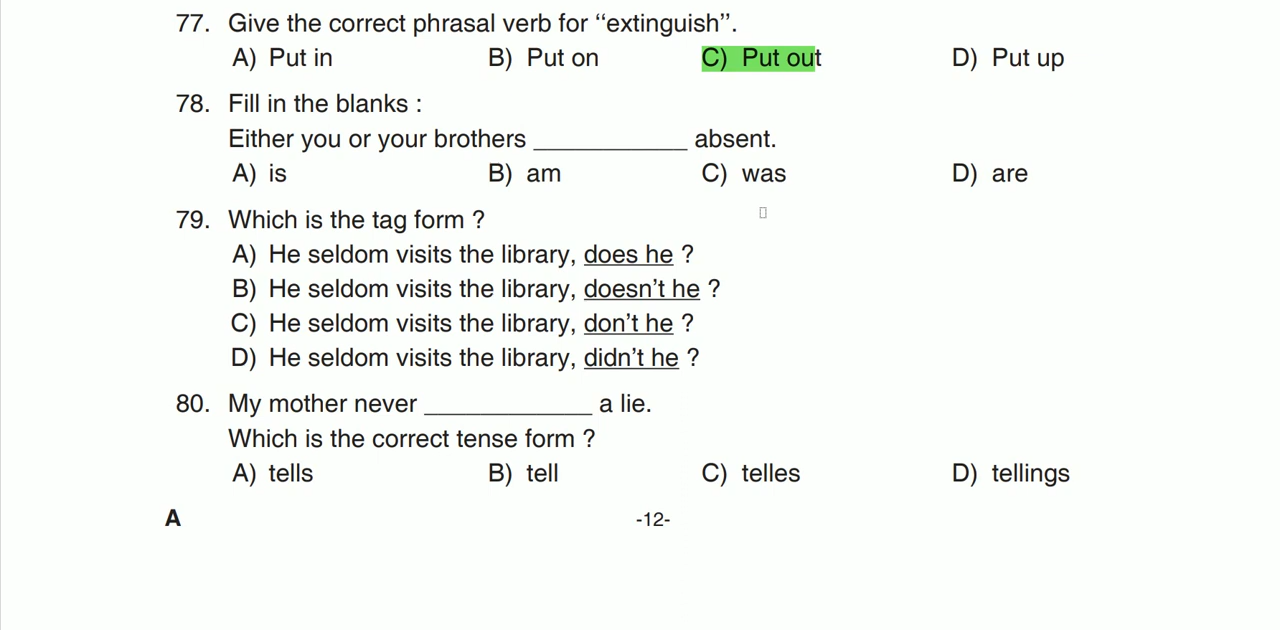 77. Give the correct phrasal verb for ‘‘extinguish’’.
A) Put in B) Put on C) Put out D) Put up
78. Fill in the blanks :
Either you or your brothers ___________ absent.
A) is B) am C) was D) are
79. Which is the tag form ?
A) He seldom visits the library, does he ?
B) He seldom visits the library, doesn’t he ?
C) He seldom visits the library, don’t he ?
D) He seldom visits the library, didn’t he ?
80. My mother never ____________ a lie.
Which is the correct tense form ?
A) tells B) tell C) telles D) tellings
A -12-